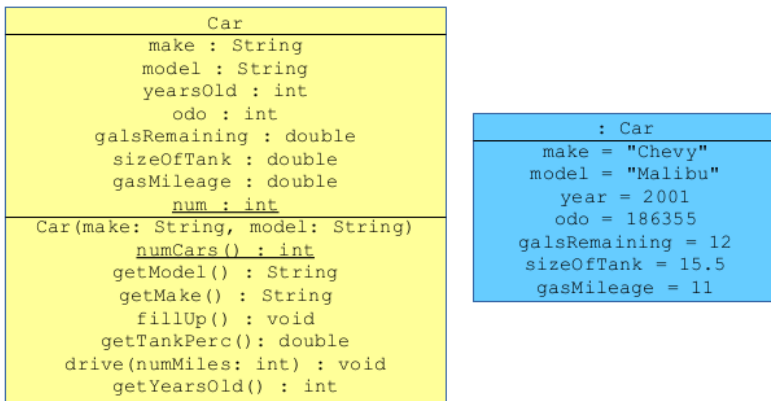 Car
make : String
model : String
yearsOld : int
odo : int
galsRemaining : double
sizeOfTank : double
gasMileage : double
num : int
Car(make: String, model: String)
numCars() : int
getModel() : String
getMake() : String
fillUp() : void
getTankPerc(): double
drive(numMiles: int) : void
getYearsOld() : int
: Car
make = "Chevy"
model = "Malibu"
year = 2001
odo = 186355
galsRemaining = 12
sizeOfTank = 15.5
gasMileage = 11